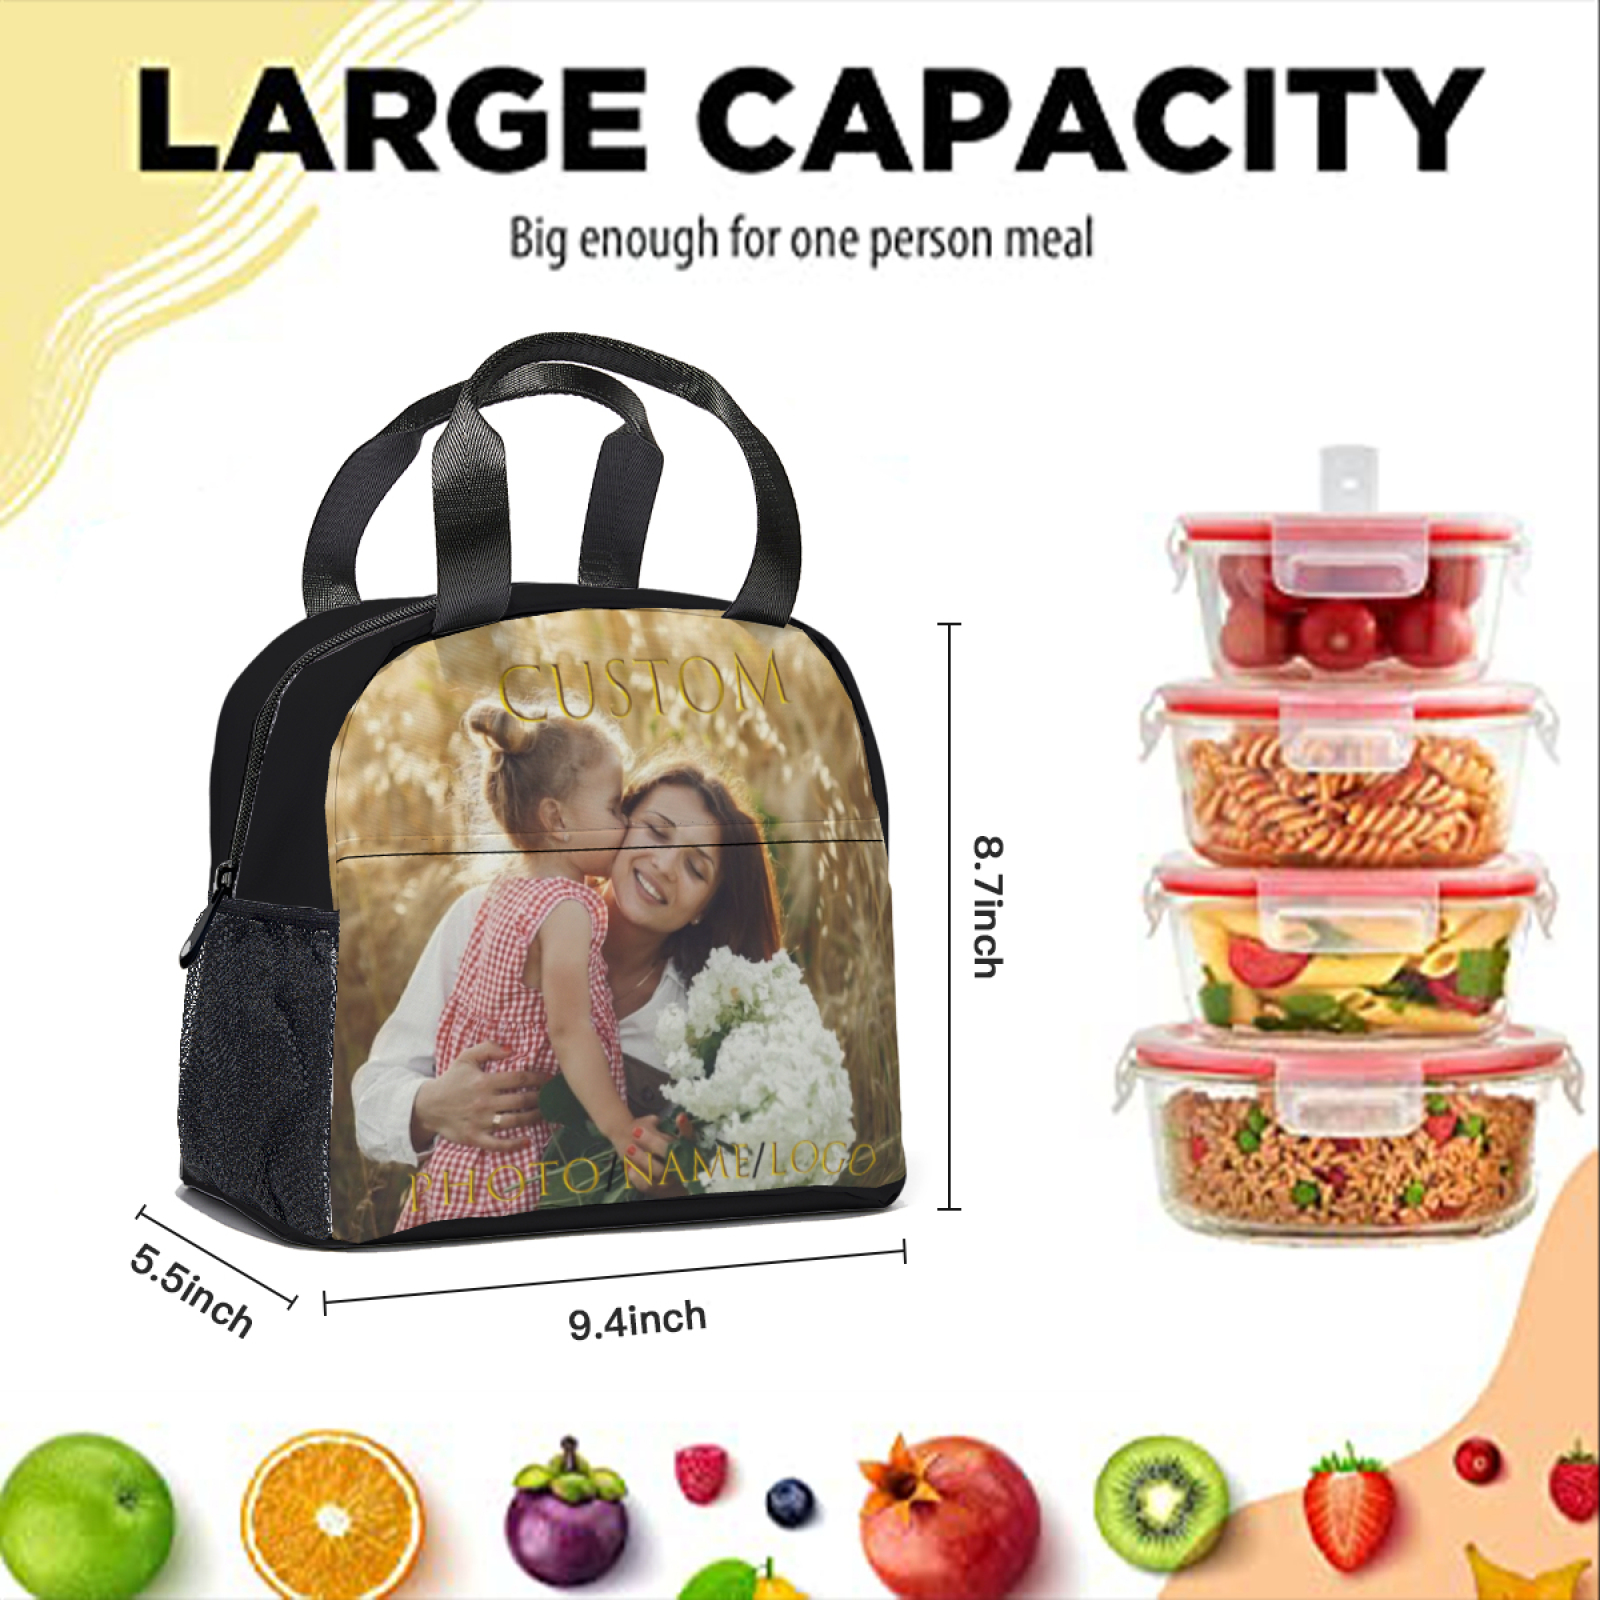 LARGE CAPACITY
Big enough for one person meal
CUSTOM
PHOTO/NAME/LOGO
8.7inch
5.5inch
9.4inch